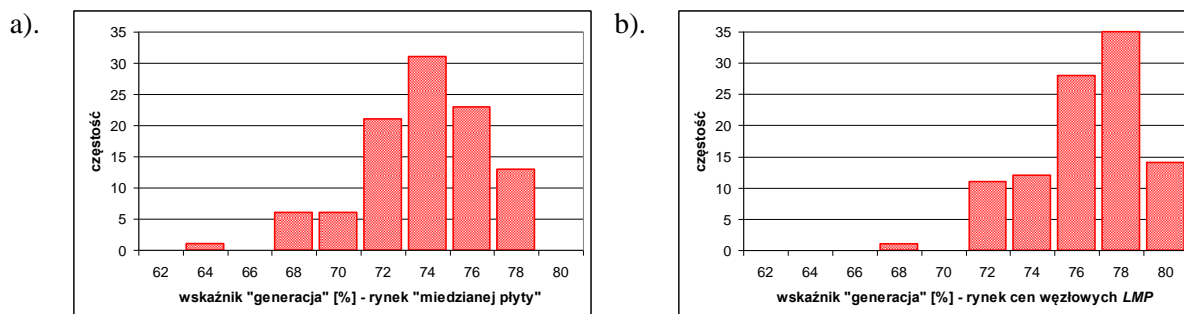 a).
35
30
25
20
15
10
5
0
częstość
62 64 66 68 70 72 74 76 78 80
wskaźnik "generacja" [%] - rynek "miedzianej płyty"
b).
35
30
25
20
15
10
5
0
częstość
62 64 66 68 70 72 74 76 78 80
wskaźnik "generacja" [%] - rynek cen węzłowych LMP